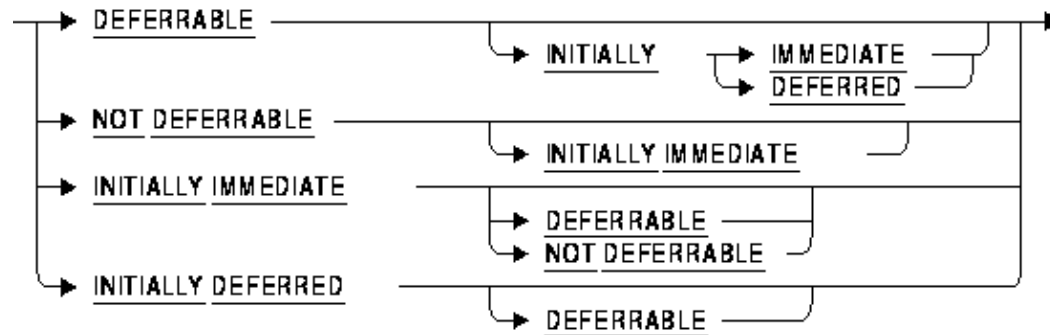 DEFERRABLE
INITIALLY IMMEDIATE
DEFERRED
NOT DEFERRABLE
INITIALLY IMMEDIATE
INITIALLY IMMEDIATE
DEFERRABLE
NOT DEFERRABLE
INITIALLY DEFERRED
DEFERRABLE